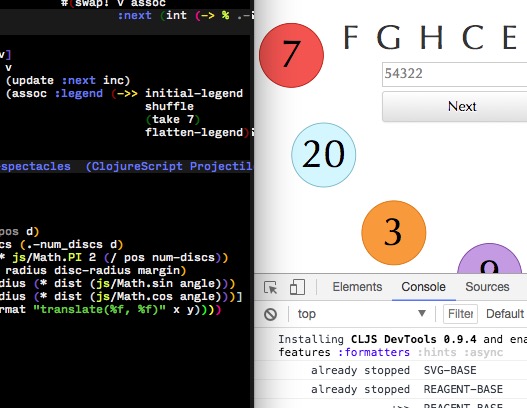 #(swap! v assoc
:next (int (-> % .-
v]
v
(update :next inc)
(assoc :legend (->> initial-legend
shuffle
(take 7)
flatten-legend)
-spectacles (ClojureScript Projectil
pos d)
cs (.-num_discs d)
* js/Math.PI 2 (/ pos num-discs))
radius disc-radius margin)
dius (* dist (js/Math.sin angle)))
dius (* dist (js/Math.cos angle)))]
rmat "translate(%f, %f)" x y))))
7
F G H C E
54322
Next
20
3
9
Elements Console Sources
top Filter Default
Installing CLJS DevTools 0.9.4 and ena
features :formatters :hints :async
already stopped SVG-BASE
already stopped REAGENT-BASE